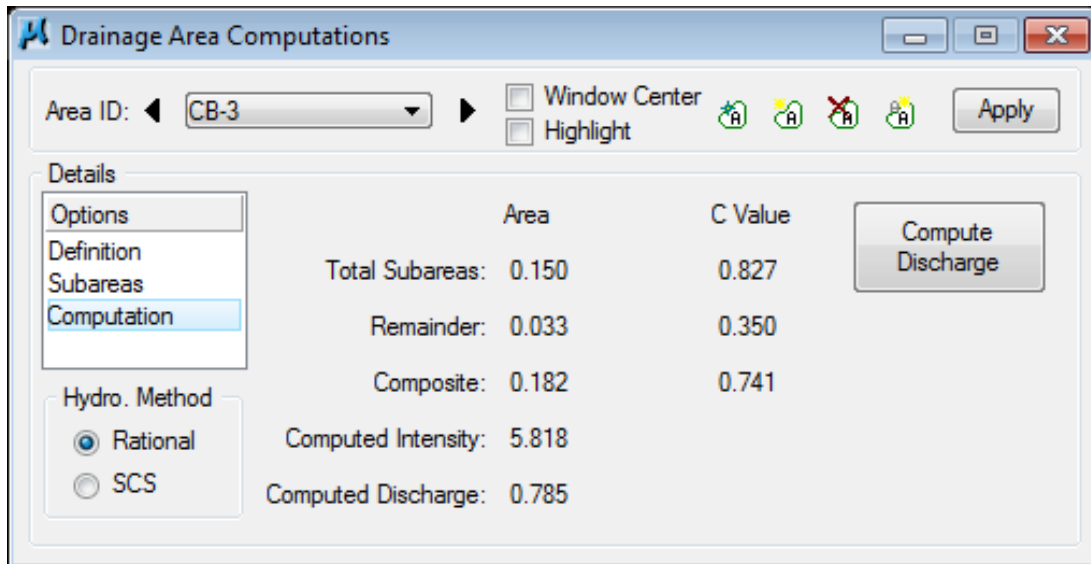 Drainage Area Computations
Area ID: CB-3
Window Center
Highlight
Apply
Details
Options
Definition
Subareas
Computation
Hydro. Method
Rational
SCS
Area C Value
Total Subareas: 0.150 0.827
Remainder: 0.033 0.350
Composite: 0.182 0.741
Computed Intensity: 5.818
Computed Discharge: 0.785
Compute
Discharge